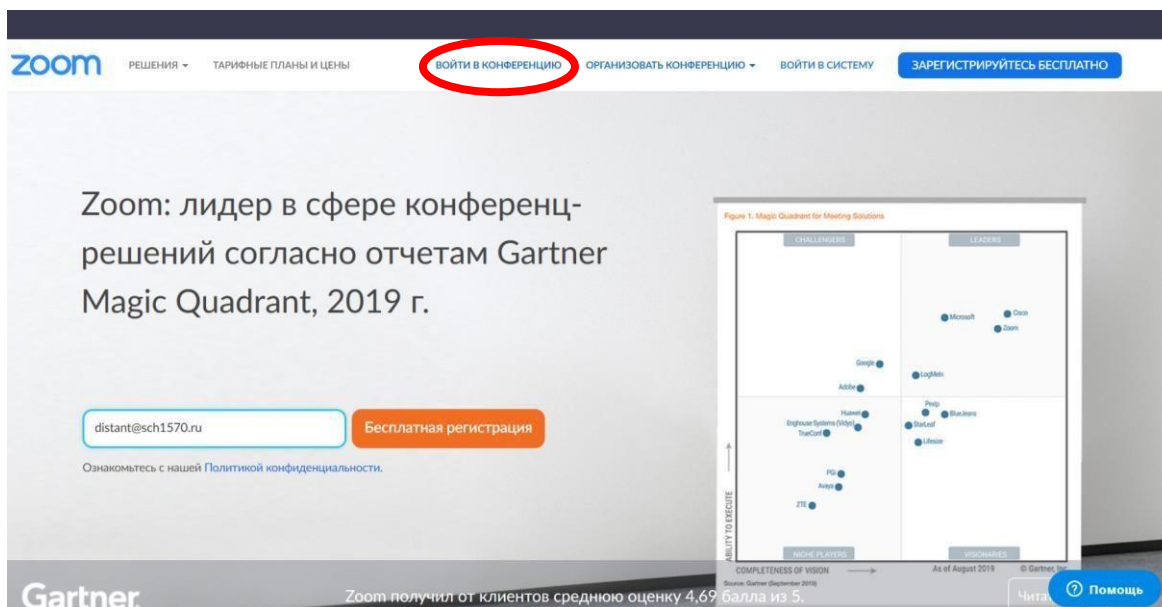 zoom
РЕШЕНИЯ
ТАРИФНЫЕ ПЛАНЫ И ЦЕНЫ
ВОЙТИ В КОНФЕРЕНЦИЮ
ОРГАНИЗОВАТЬ КОНФЕРЕНЦИЮ
ВОЙТИ В СИСТЕМУ
ЗАРЕГИСТРИРУЙТЕСЬ БЕСПЛАТНО
Zoom: лидер в сфере конференц-
решений согласно отчетам Gartner
Magic Quadrant, 2019 г.
distant@sch1570.ru
Бесплатная регистрация
Ознакомьтесь с нашей Политикой конфиденциальности.
Figure 1. Magic Quadrant for Meeting Solutions
CHALLENGERS
LEADERS
Microsoft
Cisco
Zoom
Google
LogMeIn
Adobe
Pexip
Huawei
BlueJeans
Enghouse Systems (Vidyo)
StarLeaf
TrueConf
Lifesize
PGi
Avaya
ZTE
ABILITY TO EXECUTE
NICHE PLAYERS
VISIONARIES
COMPLETENESS OF VISION
As of August 2019
© Gartner, Inc
Source: Gartner (September 2019)
Gartner.
Zoom получил от клиентов среднюю оценку 4,69 балла из 5.
Помощь